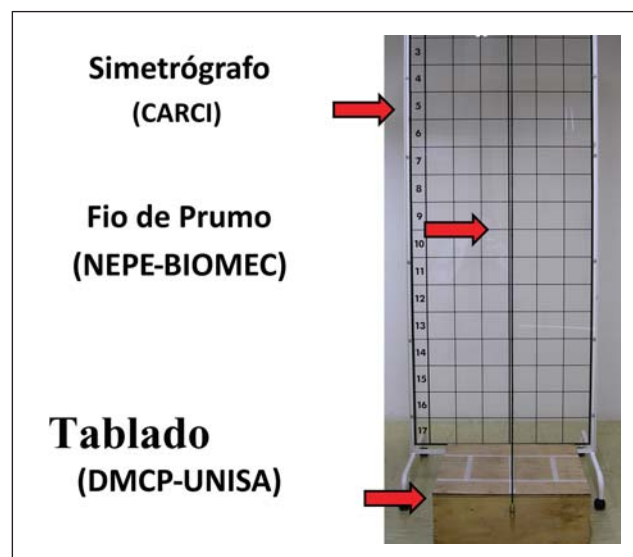 Simetrógrafo
(CARCI)
Fio de Prumo
(NEPE-BIOMEC)
Tablado
(DMCP-UNISA)
3
4
5
6
7
8
9
10
11
12
13
14
15
16
17